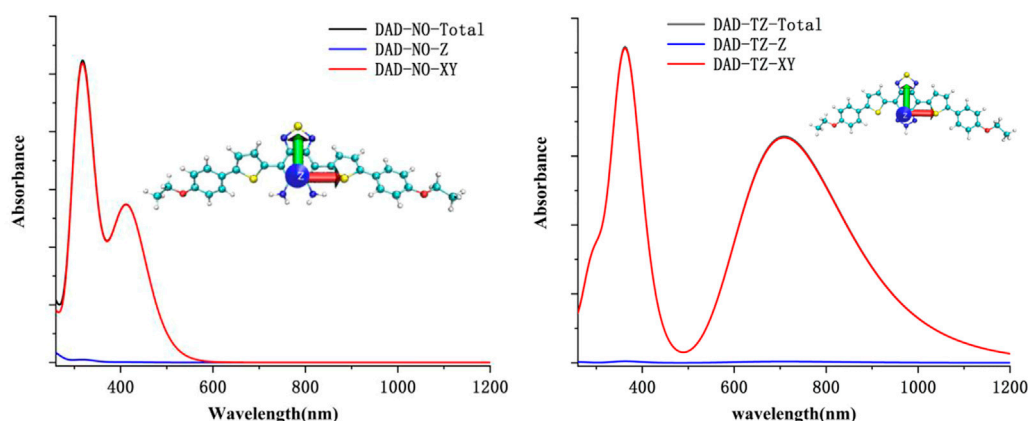 DAD-NO-Total
DAD-NO-Z
DAD-NO-XY
Z
Absorbance
400
600
800
1000
1200
Wavelength(nm)
DAD-TZ-Total
DAD-TZ-Z
DAD-TZ-XY
Z
Absorbance
400
600
800
1000
1200
wavelength(nm)